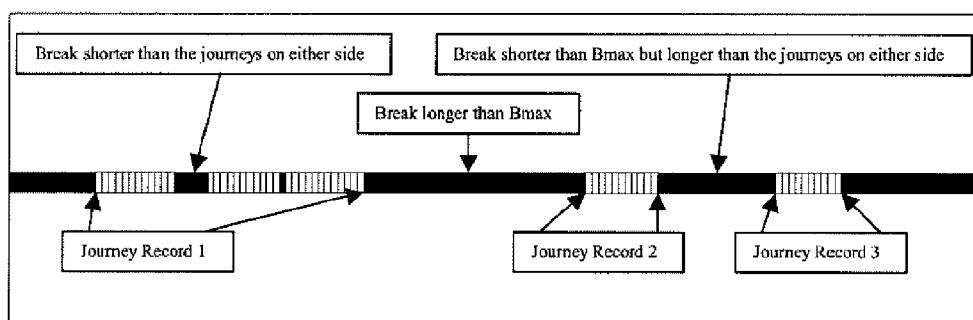 Break shorter than the journeys on either side
Break shorter than Bmax but longer than the journeys on either side
Break longer than Bmax
Journey Record 1
Journey Record 2
Journey Record 3